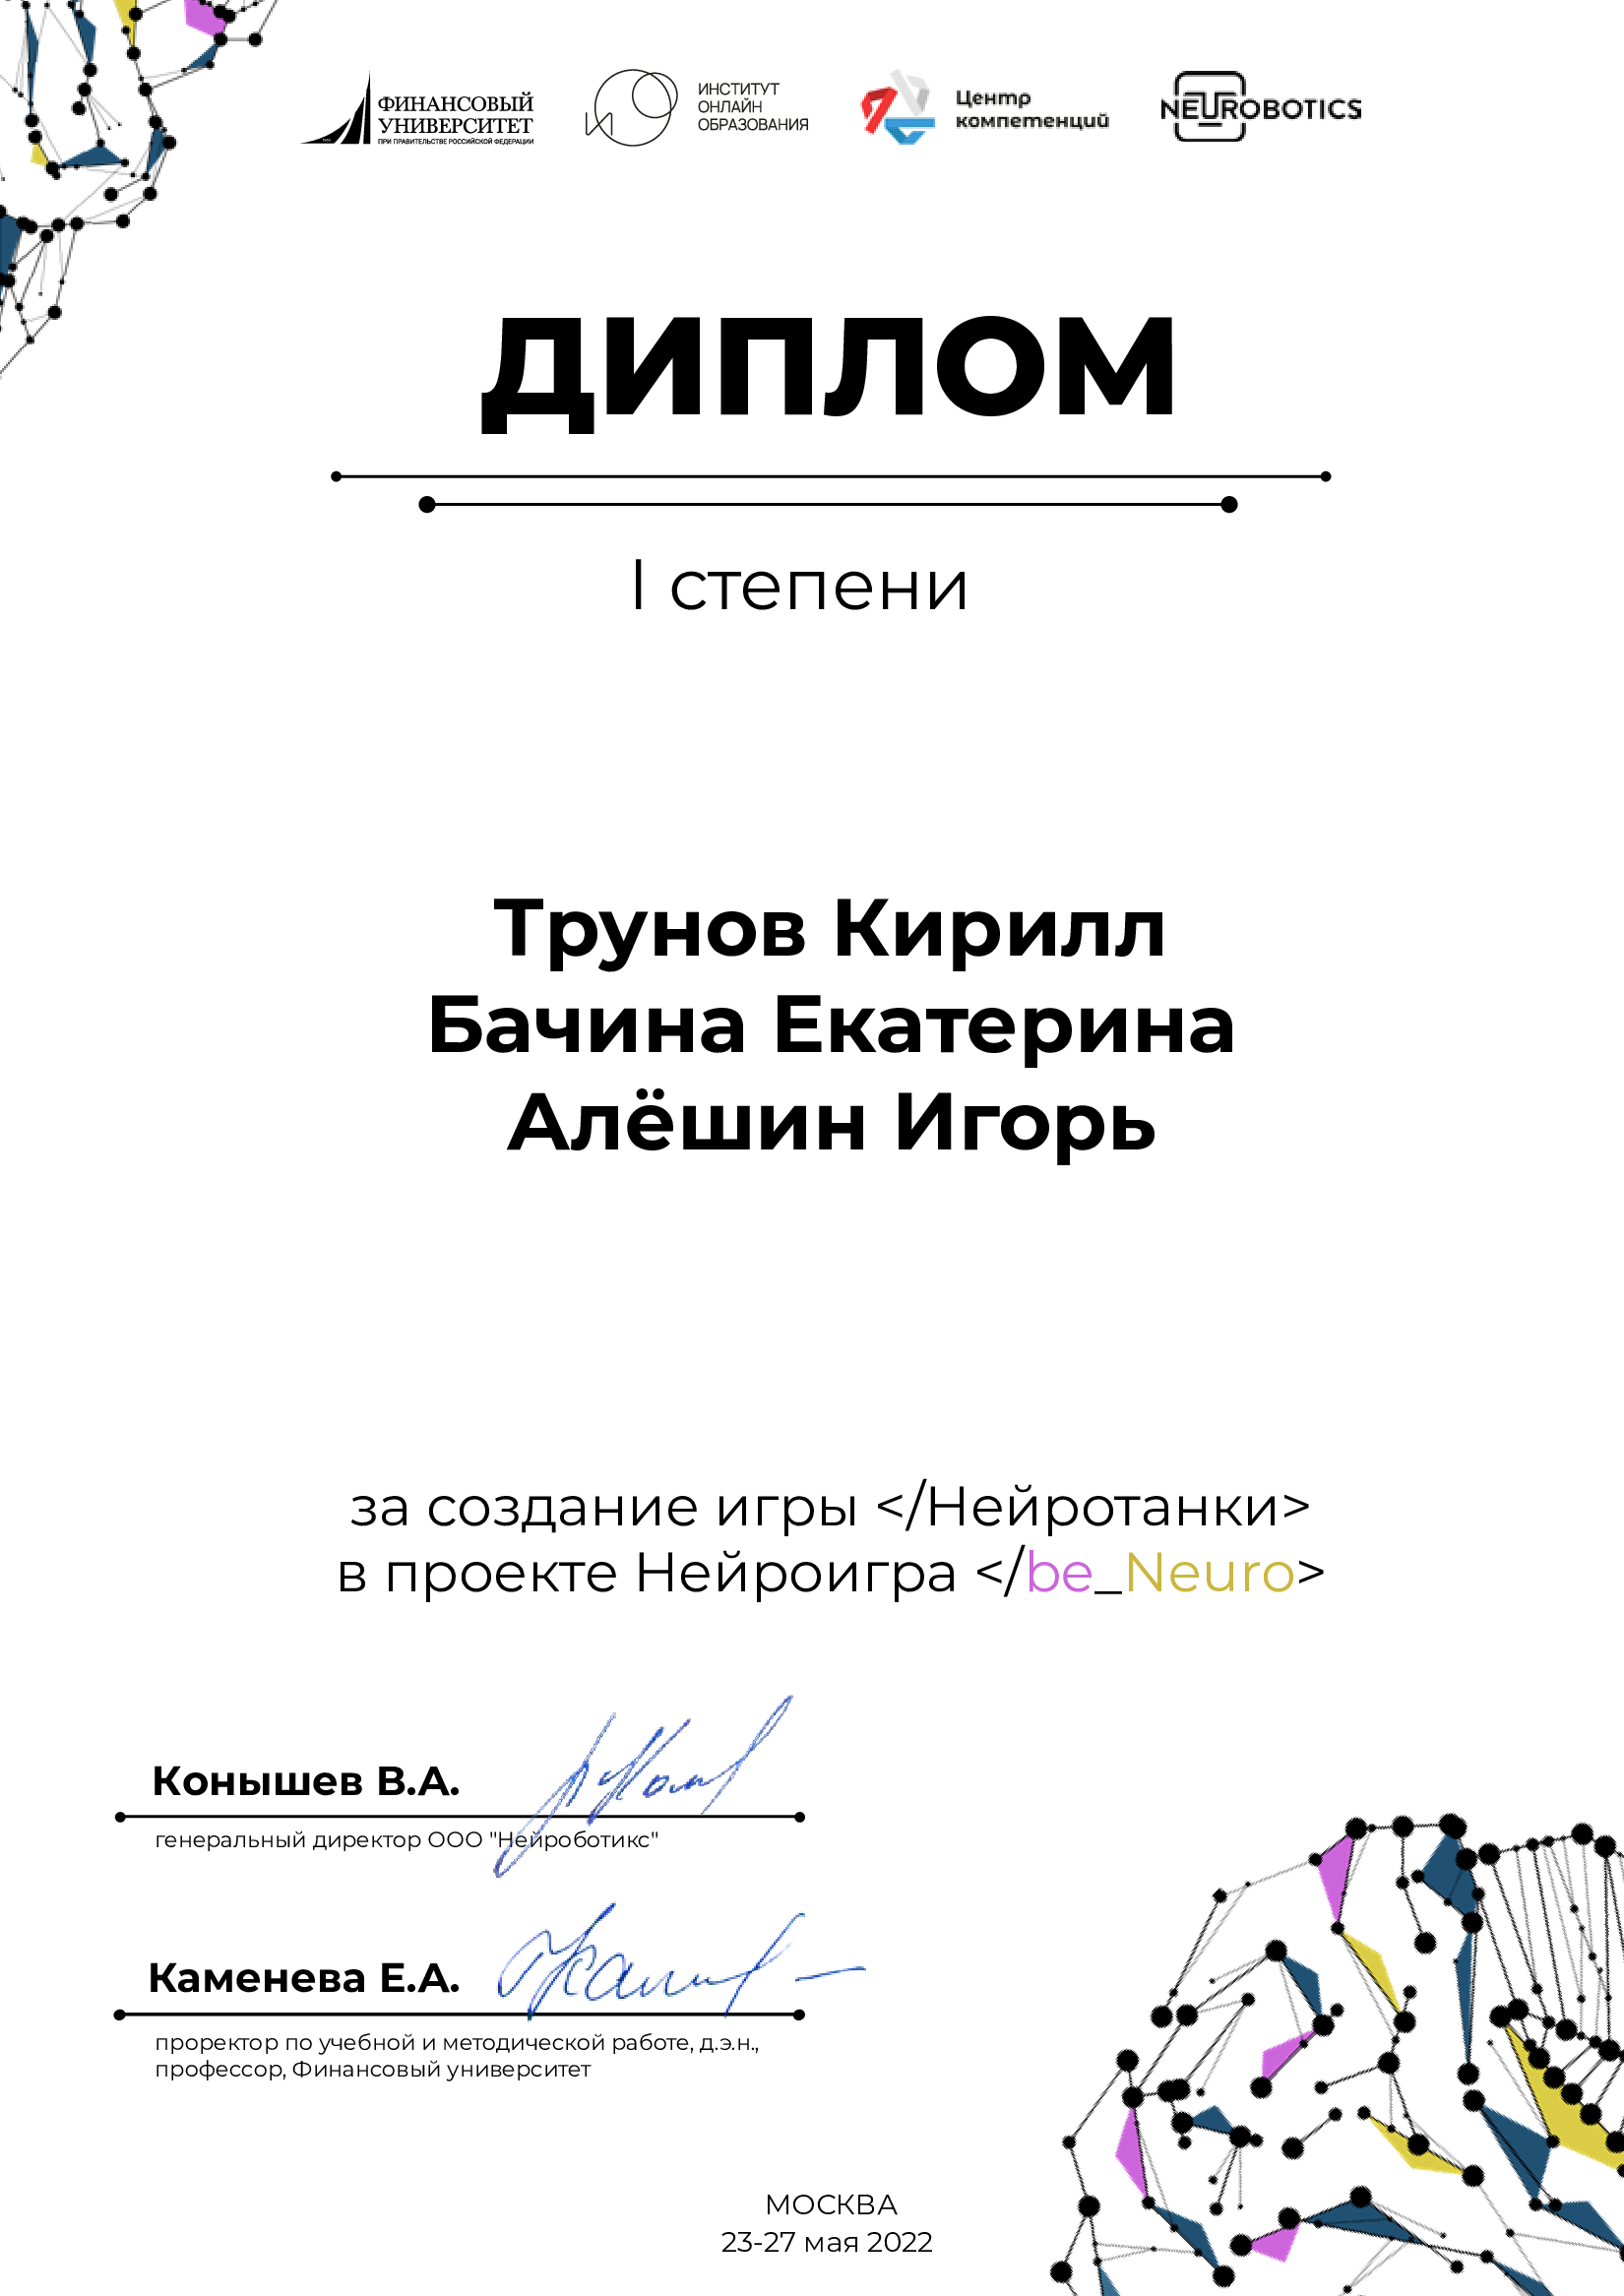 ФИНАНСОВЫЙ
УНИВЕРСИТЕТ
ПРИ ПРАВИТЕЛЬСТВЕ РОССИЙСКОЙ ФЕДЕРАЦИИ
ИНСТИТУТ
ОНЛАЙН
ОБРАЗОВАНИЯ
Центр
компетенций
NEUROBOTICS
ДИПЛОМ
I степени
Трунов Кирилл
Бачина Екатерина
Алёшин Игорь
за создание игры </Нейротанки>
в проекте Нейроигра </be_Neuro>
Конышев В.А.
генеральный директор ООО "Нейроботикс"
Каменева Е.А.
проректор по учебной и методической работе, д.э.н.,
профессор, Финансовый университет
МОСКВА
23-27 мая 2022